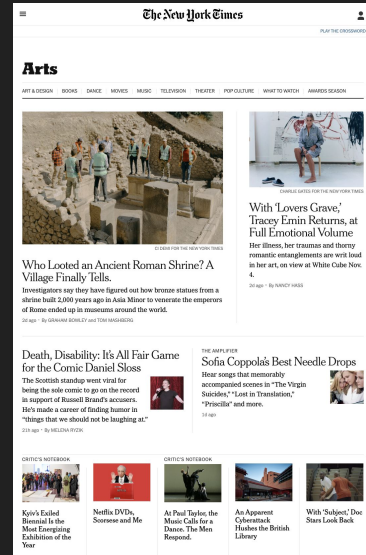 The New York Times
PLAY THE CROSSWORD
Arts
ART & DESIGN BOOKS DANCE MOVIES MUSIC TELEVISION THEATER POP CULTURE WHAT TO WATCH AWARDS SEASON
CHARLIE GATES FOR THE NEW YORK TIMES
With ‘Lovers Grave,’
Tracey Emin Returns, at
Full Emotional Volume
Her illness, her traumas and thorny
romantic entanglements are writ loud
in her art, on view at White Cube Nov.
4.
2d ago • By NANCY HASS
CI DEMI FOR THE NEW YORK TIMES
Who Looted an Ancient Roman Shrine? A
Village Finally Tells.
Investigators say they have figured out how bronze statues from a
shrine built 2,000 years ago in Asia Minor to venerate the emperors
of Rome ended up in museums around the world.
2d ago • By GRAHAM BOWLEY and TOM MASHBERG
Death, Disability: It’s All Fair Game
for the Comic Daniel Sloss
The Scottish standup went viral for
being the sole comic to go on the record
in support of Russell Brand’s accusers.
He’s made a career of finding humor in
“things that we should not be laughing at.”
21h ago • By MELENA RYZIK
THE AMPLIFIER
Sofia Coppola’s Best Needle Drops
Hear songs that memorably
accompanied scenes in “The Virgin
Suicides,” “Lost in Translation,”
“Priscilla” and more.
1d ago
CRITIC’S NOTEBOOK
Kyiv’s Exiled
Biennial Is the
Most Energizing
Exhibition of the
Year
Netflix DVDs,
Scorsese and Me
CRITIC’S NOTEBOOK
At Paul Taylor, the
Music Calls for a
Dance. The Men
Respond.
An Apparent
Cyberattack
Hushes the British
Library
With ‘Subject,’ Doc
Stars Look Back